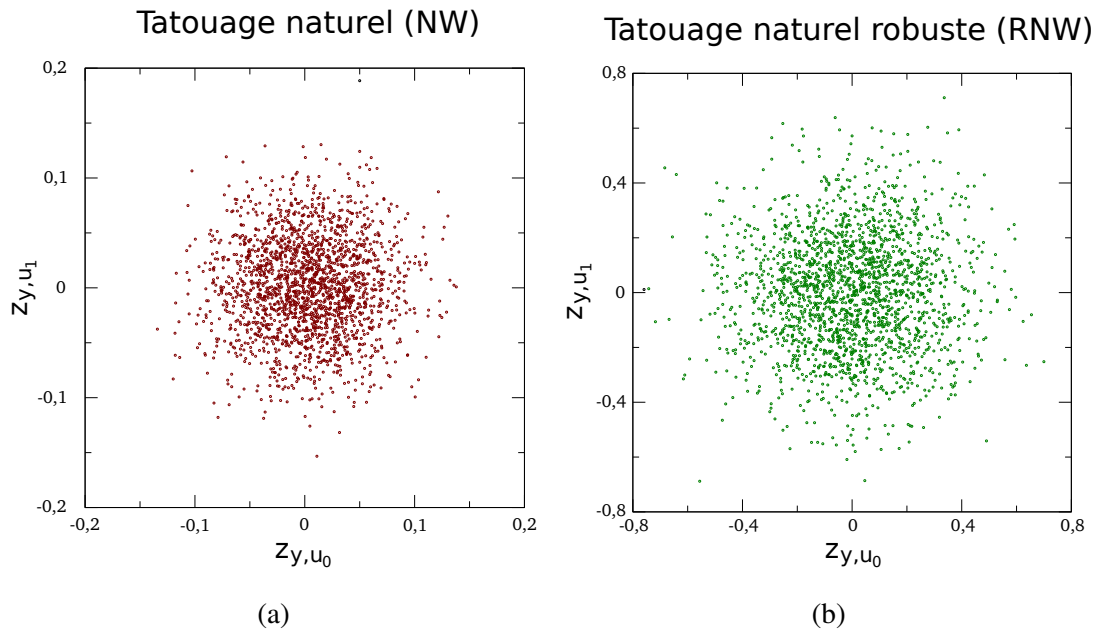 Tatouage naturel (NW)
0,2
0,1
0
-0,1
-0,2
z_{y,u_1}
-0,2
-0,1
0
0,1
0,2
z_{y,u_0}
(a)
Tatouage naturel robuste (RNW)
0,8
0,4
0
-0,4
-0,8
z_{y,u_1}
-0,8
-0,4
0
0,4
0,8
z_{y,u_0}
(b)